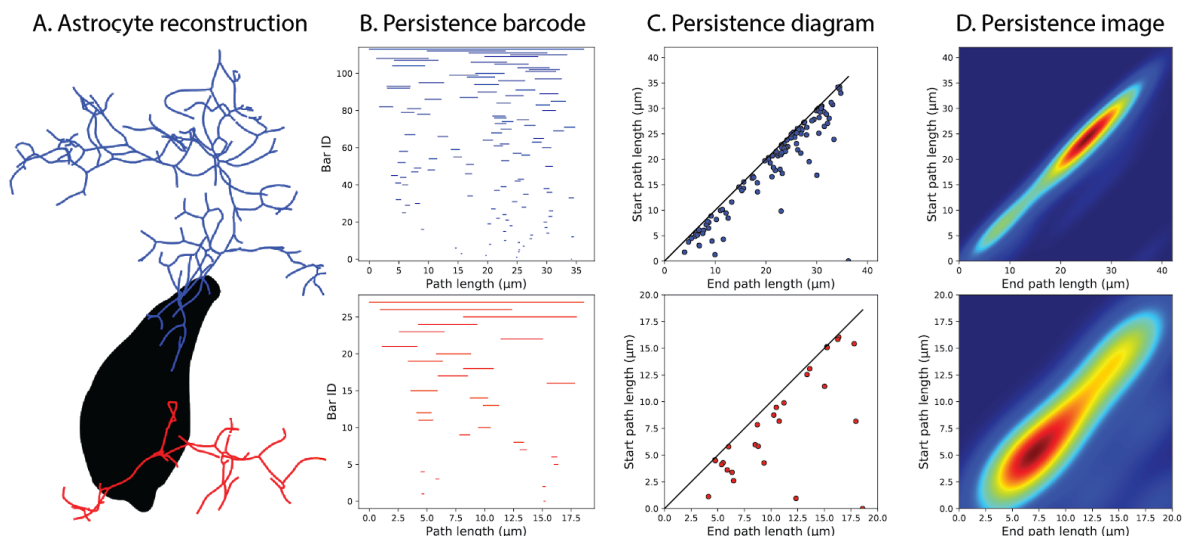 A. Astrocyte reconstruction
B. Persistence barcode
C. Persistence diagram
D. Persistence image
Bar ID
100
80
60
40
20
0
0 5 10 15 20 25 30 35
Path length (μm)
Start path length (μm)
40
35
30
25
20
15
10
5
0
0 10 20 30 40
End path length (μm)
Start path length (μm)
40
35
30
25
20
15
10
5
0
0 10 20 30 40
End path length (μm)
Bar ID
25
20
15
10
5
0
0.0 2.5 5.0 7.5 10.0 12.5 15.0 17.5
Path length (μm)
Start path length (μm)
20.0
17.5
15.0
12.5
10.0
7.5
5.0
2.5
0.0
0.0 2.5 5.0 7.5 10.0 12.5 15.0 17.5 20.0
End path length (μm)
Start path length (μm)
20.0
17.5
15.0
12.5
10.0
7.5
5.0
2.5
0.0
0.0 2.5 5.0 7.5 10.0 12.5 15.0 17.5 20.0
End path length (μm)